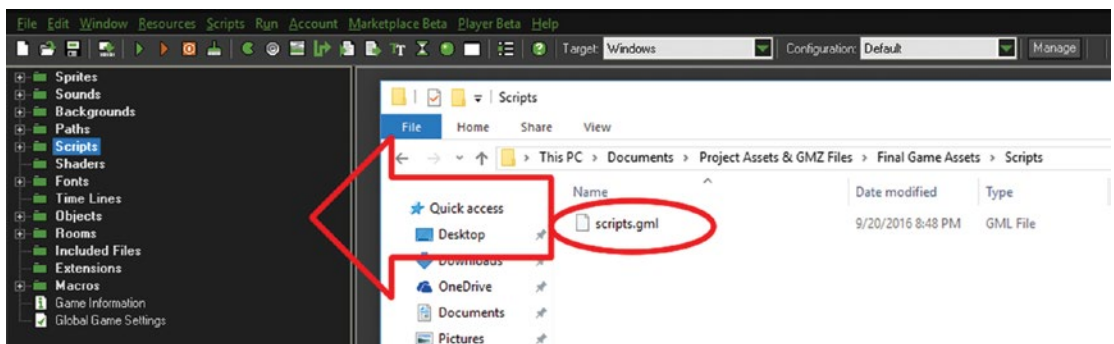 File Edit Window Resources Scripts Run Account Marketplace Beta Player Beta Help
Target: Windows Configuration: Default Manage
Sprites
Sounds
Backgrounds
Paths
Scripts
Shaders
Fonts
Time Lines
Objects
Rooms
Included Files
Extensions
Macros
Game Information
Global Game Settings
Scripts
File Home Share View
This PC > Documents > Project Assets & GMZ Files > Final Game Assets > Scripts
Name Date modified Type
Quick access
Desktop
Downloads
OneDrive
Documents
Pictures
scripts.gml 9/20/2016 8:48 PM GML File